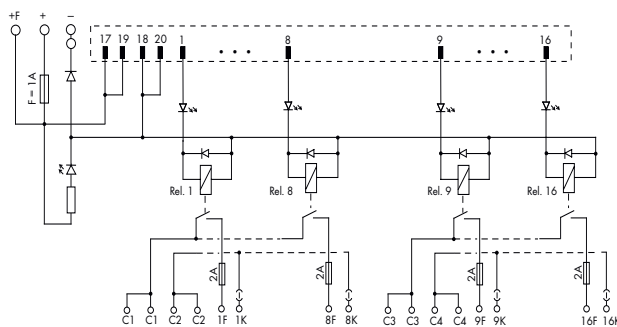 +F + −
17 19 18 20 1 • • • 8 9 • • • 16
F = 1A
Rel. 1 Rel. 8 Rel. 9 Rel. 16
2A 2A 2A 2A
C1 C1 C2 C2 1F 1K 8F 8K C3 C3 C4 C4 9F 9K 16F 16K